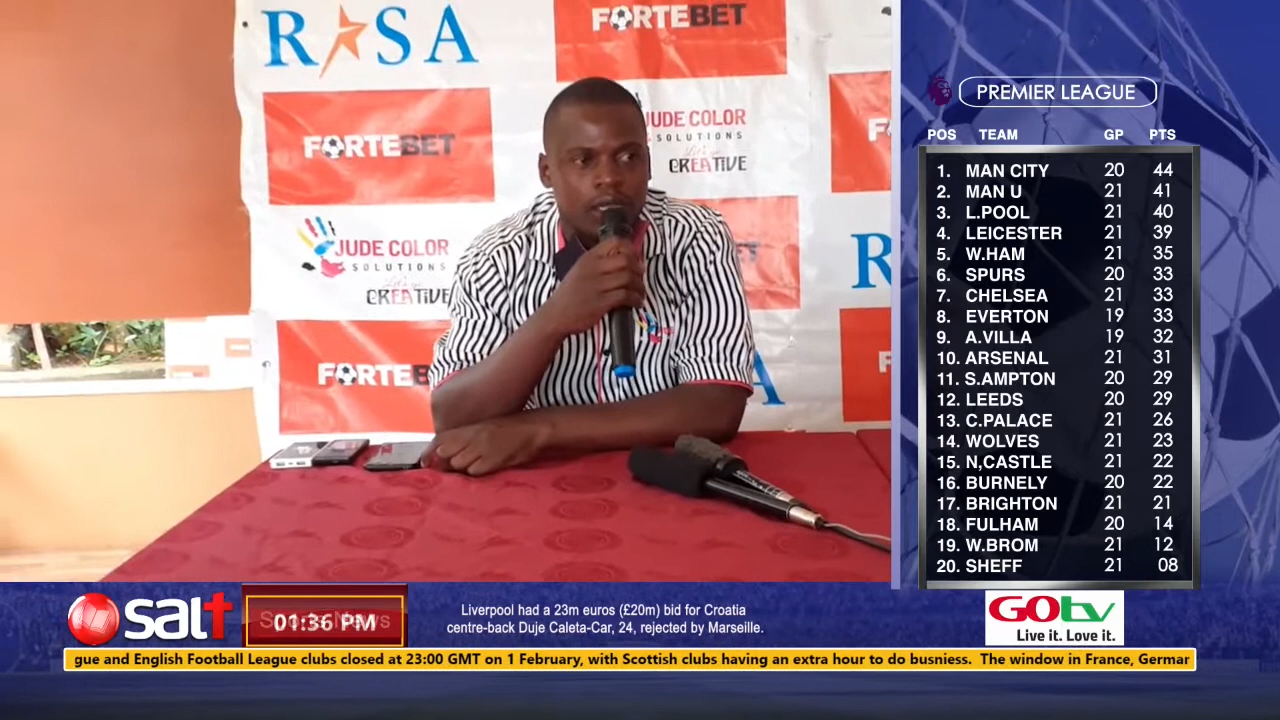 RISA
FORTEBET
FORTEBET
JUDE COLOR
SOLUTIONS
CREATIVE
JUDE COLOR
SOLUTIONS
Let's go
CREATIVE
FORTEB
PREMIER LEAGUE
POS TEAM GP PTS
1. MAN CITY 20 44
2. MAN U 21 41
3. L.POOL 21 40
4. LEICESTER 21 39
5. W.HAM 21 35
6. SPURS 20 33
7. CHELSEA 21 33
8. EVERTON 19 33
9. A.VILLA 19 32
10. ARSENAL 21 31
11. S.AMPTON 20 29
12. LEEDS 20 29
13. C.PALACE 21 26
14. WOLVES 21 23
15. N,CASTLE 21 22
16. BURNELY 20 22
17. BRIGHTON 21 21
18. FULHAM 20 14
19. W.BROM 21 12
20. SHEFF 21 08
salt
01:36 PM
Liverpool had a 23m euros (£20m) bid for Croatia
centre-back Duje Caleta-Car, 24, rejected by Marseille.
GOtv
Live it. Love it.
gue and English Football League clubs closed at 23:00 GMT on 1 February, with Scottish clubs having an extra hour to do busniess. The window in France, Germar